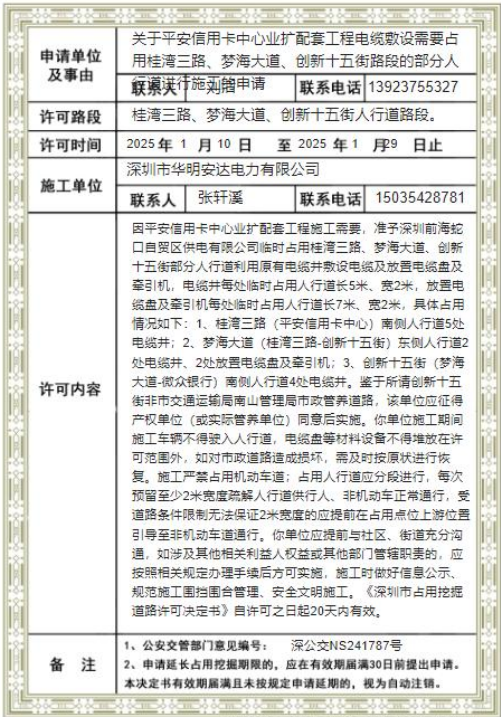 申请单位及事由
关于平安信用卡中心业扩配套工程电缆敷设需要占
用桂湾三路、梦海大道、创新十五街路段的部分人
行道进行施工的申请
联系人
联系电话 13923755327
许可路段 桂湾三路、梦海大道、创新十五街人行道路段。
许可时间 2025 年 1 月 10 日 至 2025 年 1 月29 日止
施工单位 深圳市华明安达电力有限公司
联系人 张轩溪 联系电话 15035428781
许可内容
因平安信用卡中心业扩配套工程施工需要，准予深圳前海蛇
口自贸区供电有限公司临时占用桂湾三路、梦海大道、创新
十五街部分人行道利用原有电缆井敷设电缆及放置电缆盘及
牵引机，电缆井每处临时占用人行道长5米、宽2米，放置电
缆盘及牵引机每处临时占用人行道长7米、宽2米，具体占用
情况如下：1、桂湾三路（平安信用卡中心）南侧人行道5处
电缆井；2、梦海大道（桂湾三路-创新十五街）东侧人行道2
处电缆井、2处放置电缆盘及牵引机；3、创新十五街（梦海
大道-微众银行）南侧人行道4处电缆井。鉴于所请创新十五
街非市交通运输局南山管理局市政管养道路，该单位应征得
产权单位（或实际管养单位）同意后实施。你单位施工期间
施工车辆不得驶入人行道，电缆盘等材料设备不得堆放在许
可范围外，如对市政道路造成损坏，需及时按原状进行恢
复。施工严禁占用机动车道；占用人行道应分段进行，每次
预留至少2米宽度疏解人行道供行人、非机动车正常通行，受
道路条件限制无法保证2米宽度的应提前在占用点位上游位置
引导至非机动车道通行。你单位应提前与社区、街道充分沟
通，如涉及其他相关利益人权益或其他部门管辖职责的，应
按照相关规定办理手续后方可实施，施工时做好信息公示、
规范施工围挡围合管理、安全文明施工。《深圳市占用挖掘
道路许可决定书》自许可之日起20天内有效。
备 注
1、公安交管部门意见编号： 深公交NS241787号
2、申请延长占用挖掘期限的，应在有效期届满30日前提出申请。
本决定书有效期届满且未按规定申请延期的，视为自动注销。